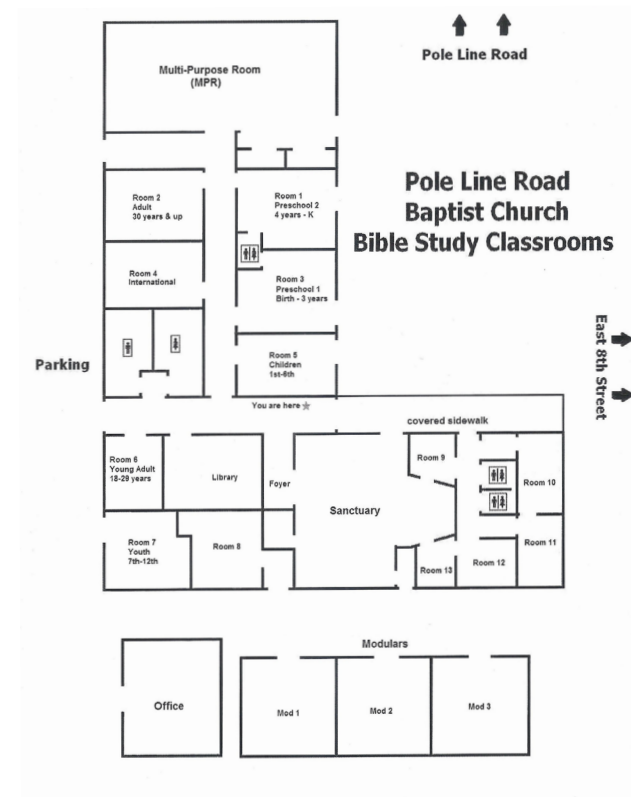 Pole Line Road
Multi-Purpose Room
(MPR)
Pole Line Road
Baptist Church
Bible Study Classrooms
Room 2
Adult
30 years & up
Room 1
Preschool 2
4 years - K
Room 4
International
Room 3
Preschool 1
Birth - 3 years
East 8th Street
Parking
Room 5
Children
1st-6th
You are here
covered sidewalk
Room 6
Young Adult
18-29 years
Library
Foyer
Room 9
Room 10
Sanctuary
Room 7
Youth
7th-12th
Room 8
Room 11
Room 12
Room 13
Modulars
Office
Mod 1
Mod 2
Mod 3